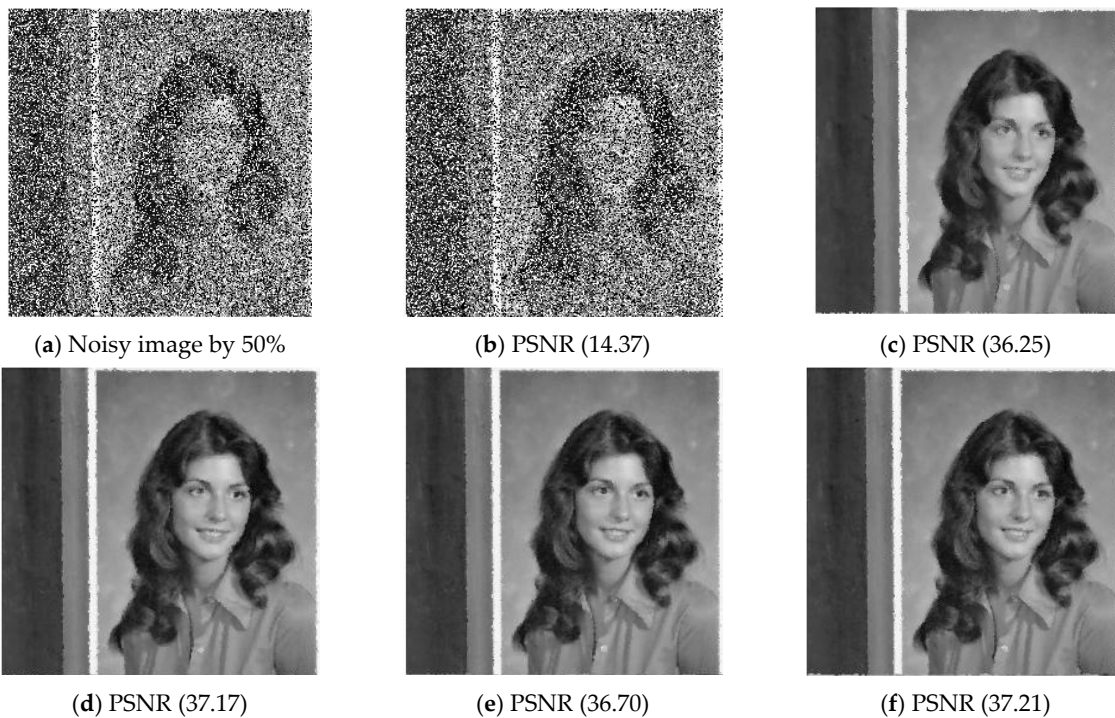 (a) Noisy image by 50%
(b) PSNR (14.37)
(c) PSNR (36.25)
(d) PSNR (37.17)
(e) PSNR (36.70)
(f) PSNR (37.21)